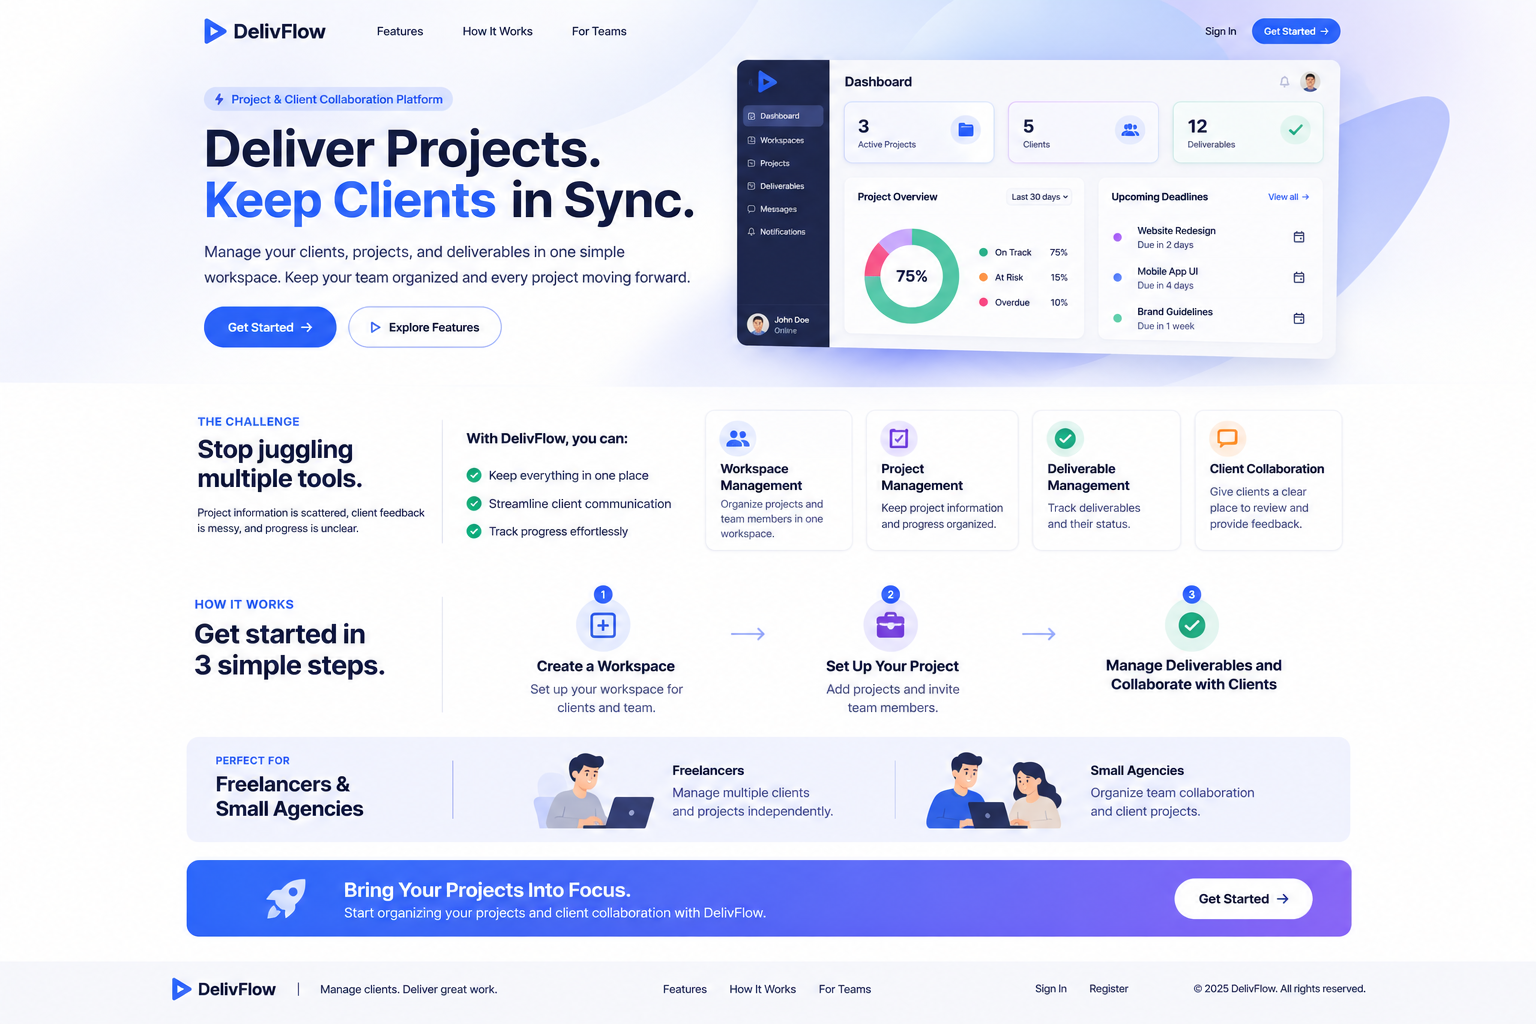 DelivFlow
Features
How It Works
For Teams
Sign In
Get Started →
Project & Client Collaboration Platform
Deliver Projects.
Keep Clients in Sync.
Manage your clients, projects, and deliverables in one simple
workspace. Keep your team organized and every project moving forward.
Get Started →
Explore Features
Dashboard
Workspaces
Projects
Deliverables
Messages
Notifications
John Doe
Online
Dashboard
3
Active Projects
5
Clients
12
Deliverables
Project Overview
Last 30 days
75%
On Track 75%
At Risk 15%
Overdue 10%
Upcoming Deadlines
View all →
Website Redesign
Due in 2 days
Mobile App UI
Due in 4 days
Brand Guidelines
Due in 1 week
THE CHALLENGE
Stop juggling
multiple tools.
Project information is scattered, client feedback
is messy, and progress is unclear.
With DelivFlow, you can:
Keep everything in one place
Streamline client communication
Track progress effortlessly
Workspace
Management
Organize projects and
team members in one
workspace.
Project
Management
Keep project information
and progress organized.
Deliverable
Management
Track deliverables
and their status.
Client Collaboration
Give clients a clear
place to review and
provide feedback.
HOW IT WORKS
Get started in
3 simple steps.
1
Create a Workspace
Set up your workspace for
clients and team.
2
Set Up Your Project
Add projects and invite
team members.
3
Manage Deliverables and
Collaborate with Clients
PERFECT FOR
Freelancers &
Small Agencies
Freelancers
Manage multiple clients
and projects independently.
Small Agencies
Organize team collaboration
and client projects.
Bring Your Projects Into Focus.
Start organizing your projects and client collaboration with DelivFlow.
Get Started →
DelivFlow
Manage clients. Deliver great work.
Features
How It Works
For Teams
Sign In
Register
© 2025 DelivFlow. All rights reserved.